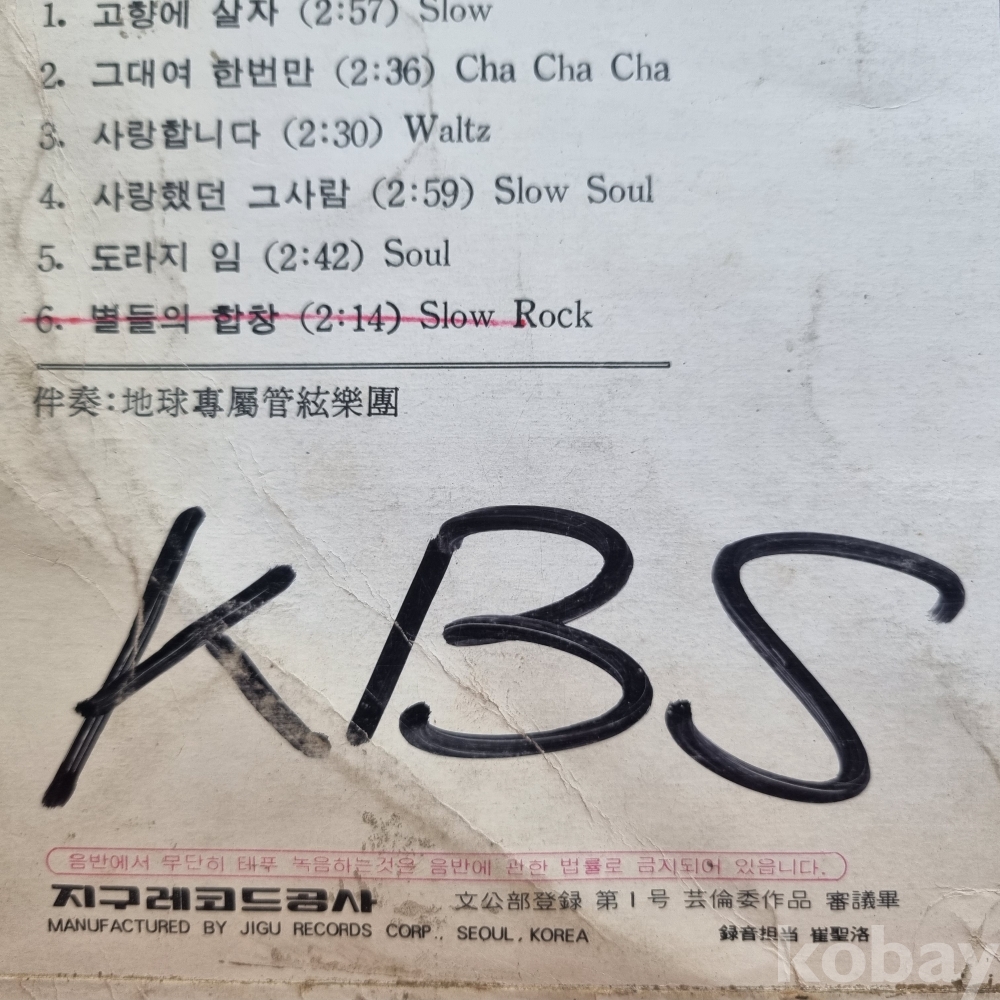 1. 고향에 살자 (2:57) Slow
2. 그대여 한번만 (2:36) Cha Cha Cha
3. 사랑합니다 (2:30) Waltz
4. 사랑했던 그사람 (2:59) Slow Soul
5. 도라지 임 (2:42) Soul
6. 별들의 합창 (2:14) Slow Rock
伴奏:地球專屬管絃樂團
KBS
음반에서 무단히 테푸 녹음하는것은 음반에 관한 법률로 금지되어 있읍니다.
지구레코드공사 文公部登録 第1号 芸倫委作品 審議畢
MANUFACTURED BY JIGU RECORDS CORP., SEOUL, KOREA 録音担当 崔聖洛
kobay